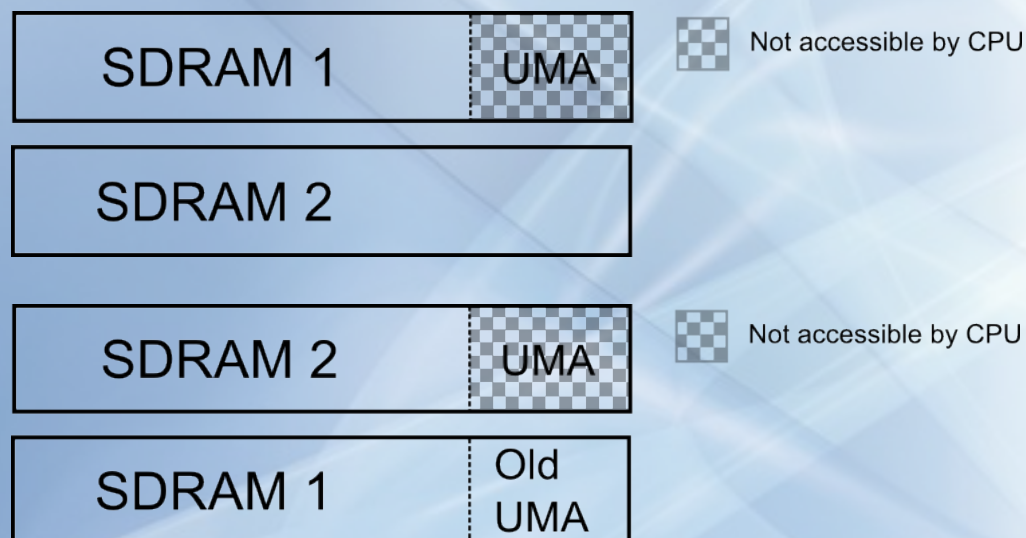 SDRAM 1
UMA
Not accessible by CPU
SDRAM 2
SDRAM 2
UMA
Not accessible by CPU
SDRAM 1
Old
UMA